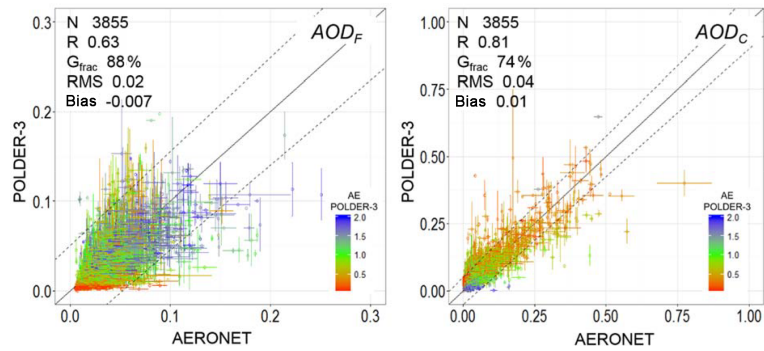 N 3855
R 0.63
Gfrac 88%
RMS 0.02
Bias -0.007
AODF
0.3
0.2
0.1
0.0
POLDER-3
AE
POLDER-3
2.0
1.5
1.0
0.5
0.0 0.1 0.2 0.3
AERONET
N 3855
R 0.81
Gfrac 74%
RMS 0.04
Bias 0.01
AODC
1.00
0.75
0.50
0.25
0.00
POLDER-3
AE
POLDER-3
2.0
1.5
1.0
0.5
0.00 0.25 0.50 0.75 1.00
AERONET